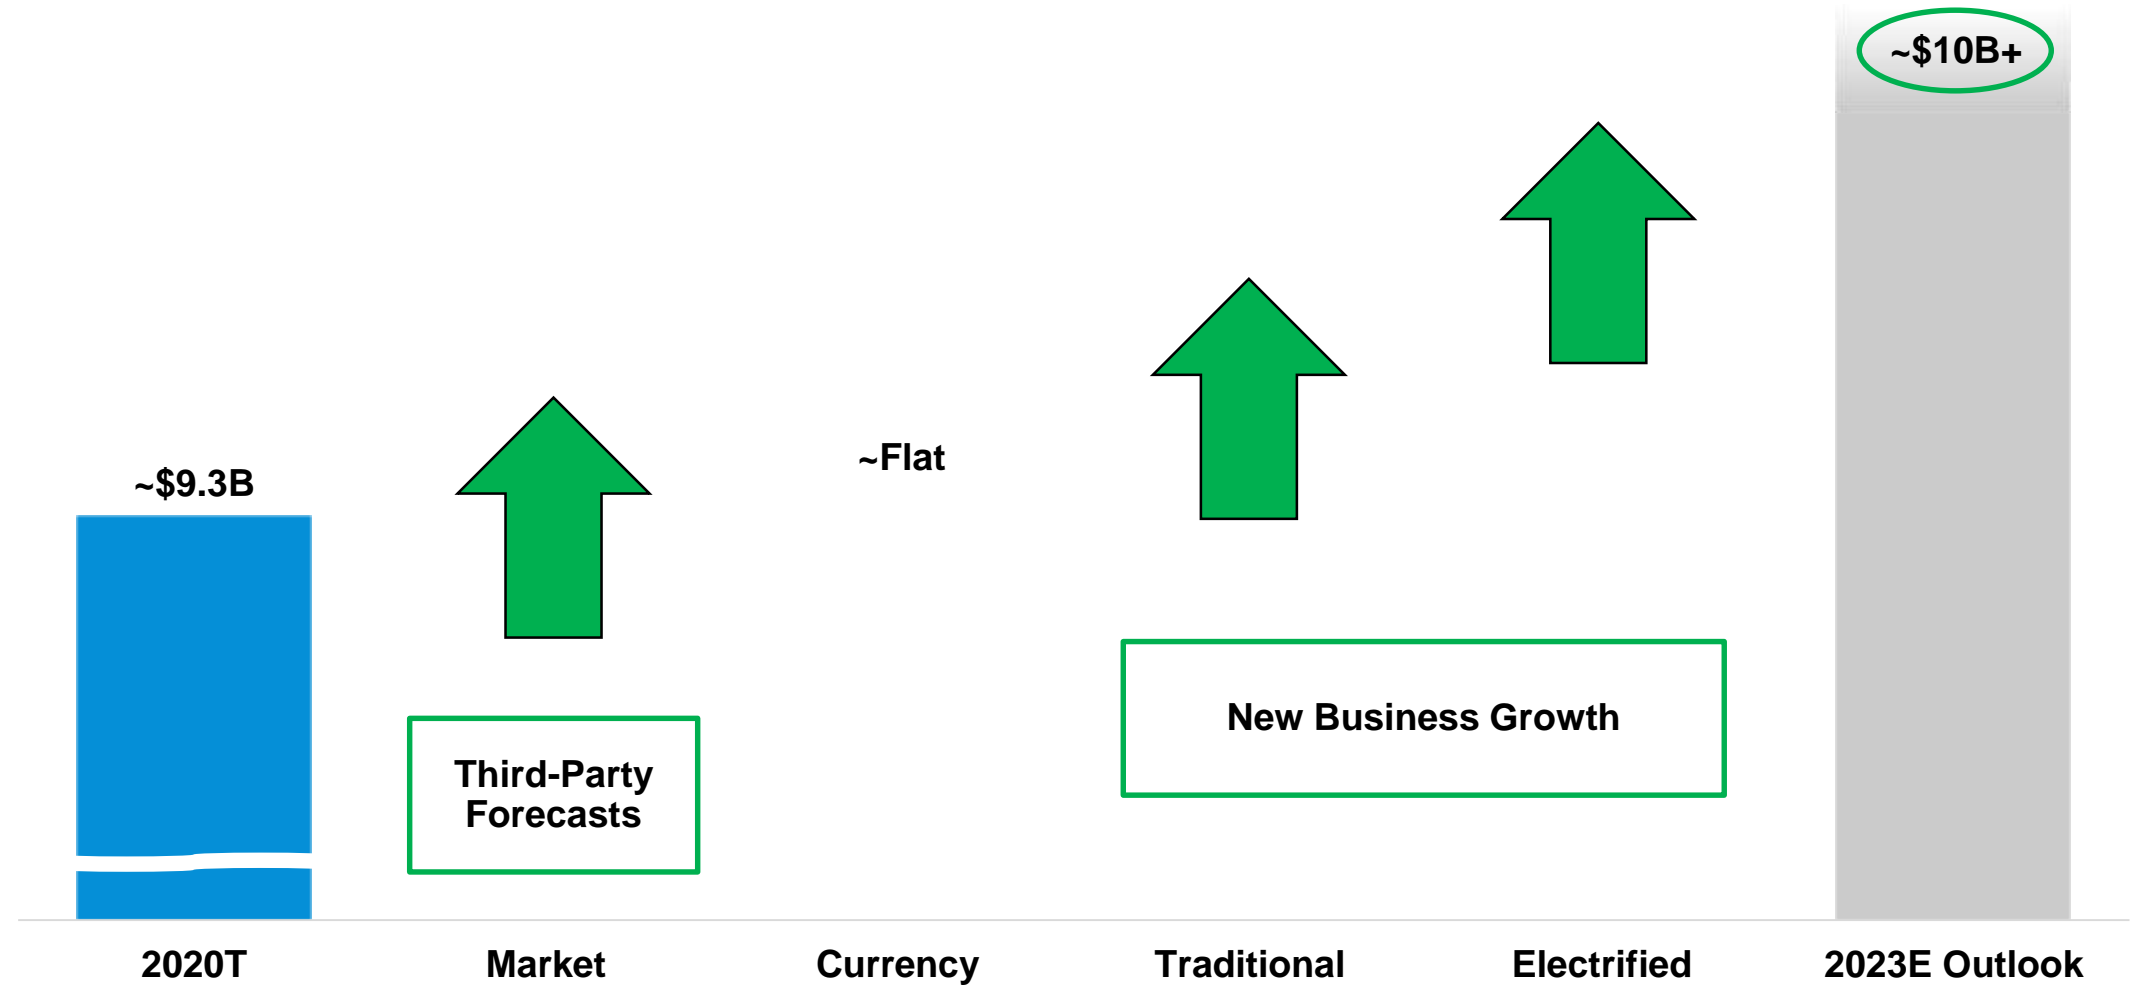 ~$10B+
~Flat
~$9.3B
New Business Growth
Third-Party
Forecasts
2020T
Market
Currency
Traditional
Electrified
2023E Outlook